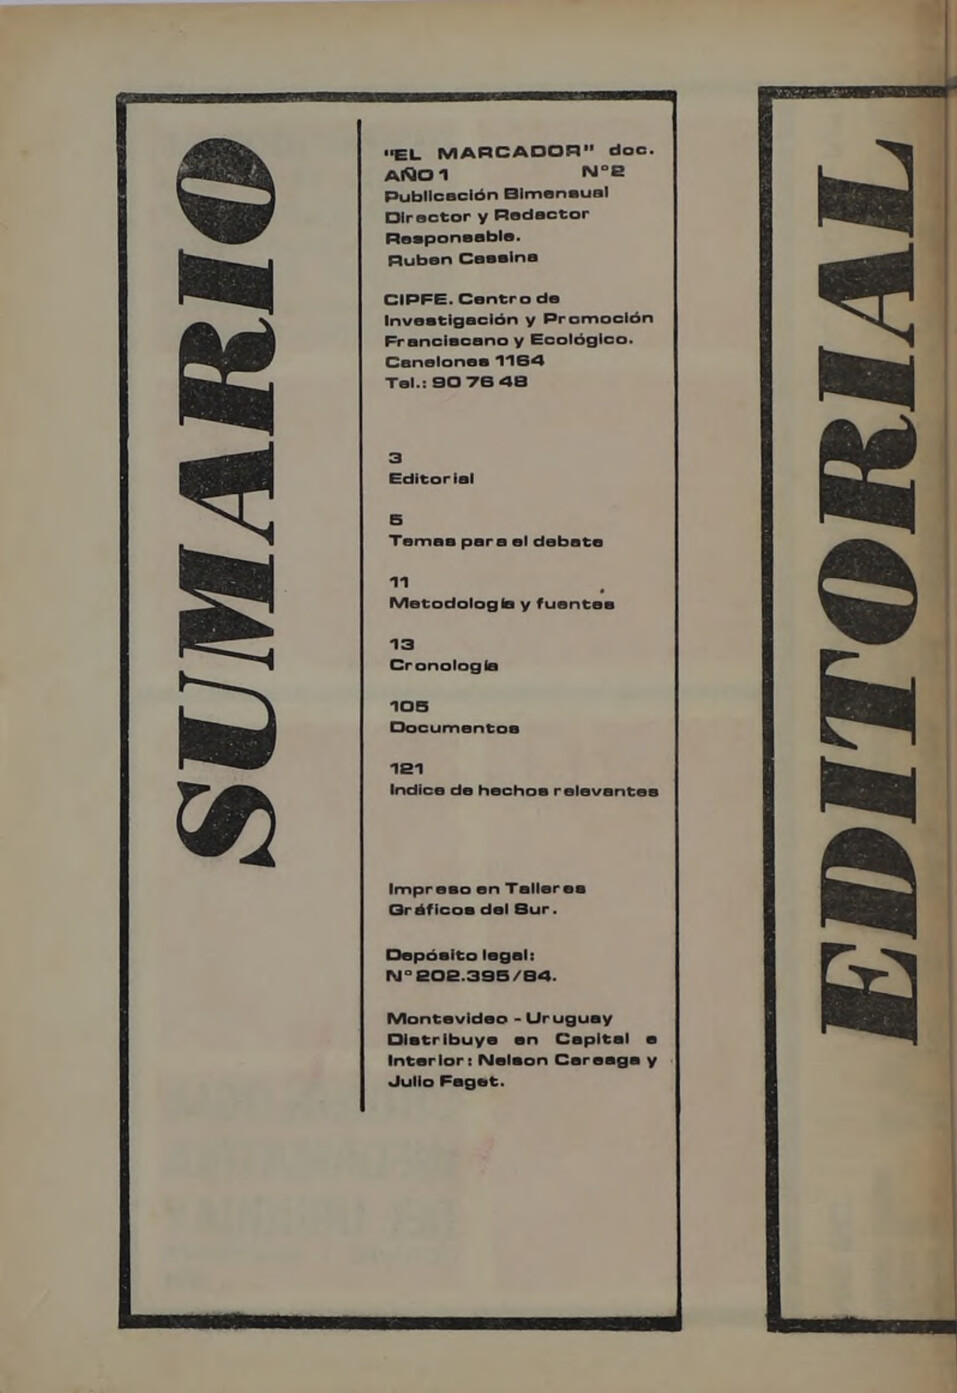 SUMARIO
"EL MARCADOR" doc.
AÑO 1 N°2
Publicación Bimensual
Director y Redactor
Responsable.
Ruben Cassina
CIPFE. Centro de
Investigación y Promoción
Franciscano y Ecológico.
Canelones 1164
Tel.: 90 76 48
3
Editorial
5
Temas para el debate
11
Metodología y fuentes
13
Cronología
105
Documentos
121
Indice de hechos relevantes
Impreso en Talleres
Gráficos del Sur.
Depósito legal:
N° 202.395/84.
Montevideo - Uruguay
Distribuye en Capital e
Interior: Nelson Careaga y
Julio Faget.
EDITORIAL